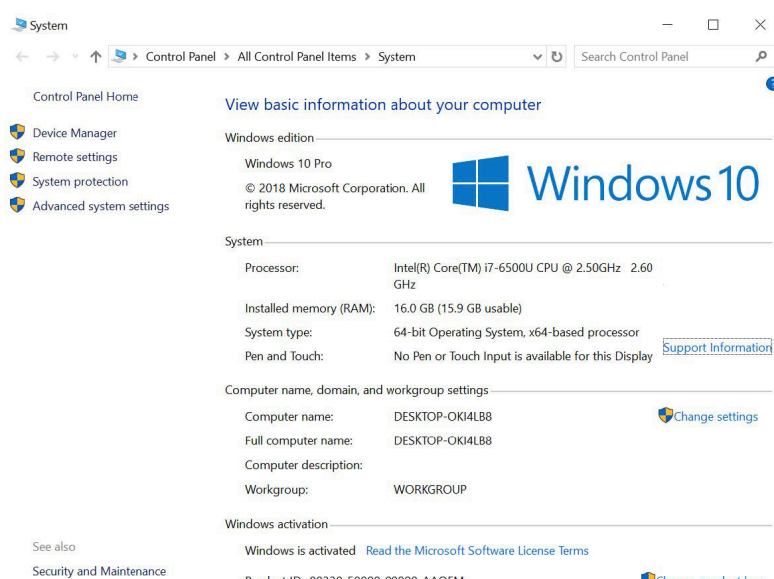 System
Control Panel > All Control Panel Items > System
Search Control Panel
Control Panel Home
Device Manager
Remote settings
System protection
Advanced system settings
View basic information about your computer
Windows edition
Windows 10 Pro
© 2018 Microsoft Corporation. All
rights reserved.
Windows 10
System
Processor: Intel(R) Core(TM) i7-6500U CPU @ 2.50GHz 2.60
GHz
Installed memory (RAM): 16.0 GB (15.9 GB usable)
System type: 64-bit Operating System, x64-based processor
Pen and Touch: No Pen or Touch Input is available for this Display
Support Information
Computer name, domain, and workgroup settings
Computer name: DESKTOP-OKI4LB8
Change settings
Full computer name: DESKTOP-OKI4LB8
Computer description:
Workgroup: WORKGROUP
Windows activation
Windows is activated Read the Microsoft Software License Terms
See also
Security and Maintenance